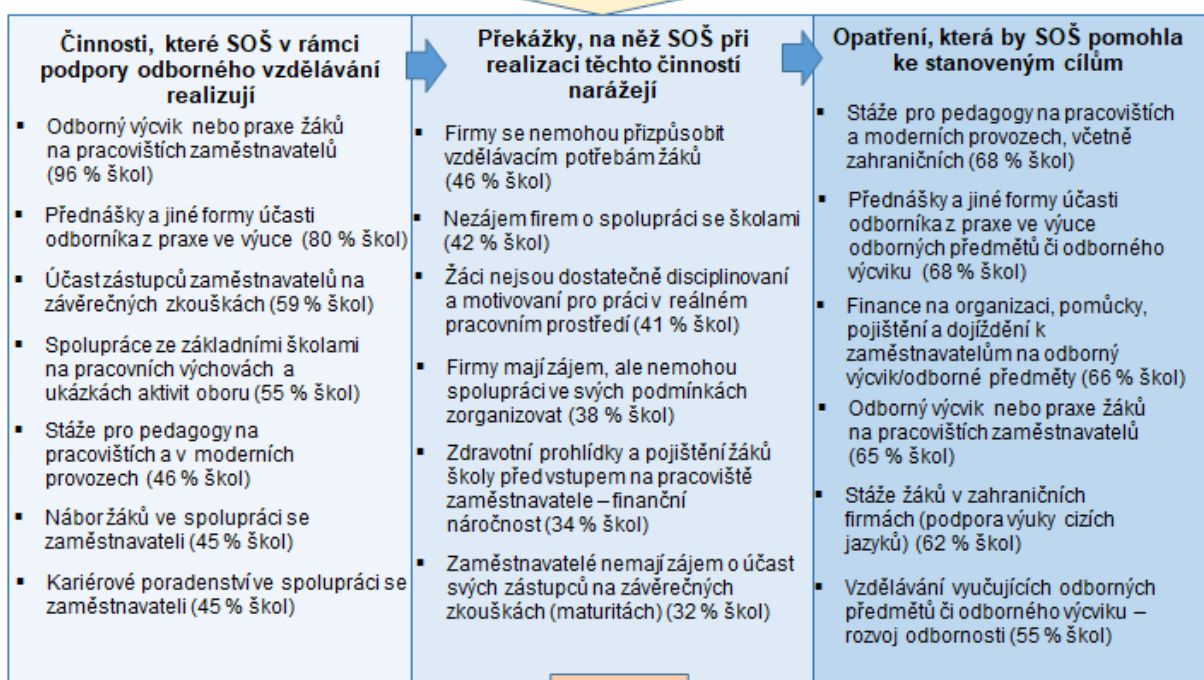 Činnosti, které SOŠ v rámci
podpory odborného vzdělávání
realizují
▪ Odborný výcvik nebo praxe žáků
na pracovištích zaměstnavatelů
(96 % škol)
▪ Přednášky a jiné formy účasti
odborníka z praxe ve výuce (80 % škol)
▪ Účast zástupců zaměstnavatelů na
závěrečných zkouškách (59 % škol)
▪ Spolupráce ze základními školami
na pracovních výchovách a
ukázkách aktivit oboru (55 % škol)
▪ Stáže pro pedagogy na
pracovištích a v moderních
provozech (46 % škol)
▪ Nábor žáků ve spolupráci se
zaměstnavateli (45 % škol)
▪ Kariérové poradenství ve spolupráci se
zaměstnavateli (45 % škol)
Překážky, na něž SOŠ při
realizaci těchto činností
narážejí
▪ Firmy se nemohou přizpůsobit
vzdělávacím potřebám žáků
(46 % škol)
▪ Nezájem firem o spolupráci se školami
(42 % škol)
▪ Žáci nejsou dostatečně disciplinovaní
a motivovaní pro práci v reálném
pracovním prostředí (41 % škol)
▪ Firmy mají zájem, ale nemohou
spolupráci ve svých podmínkách
zorganizovat (38 % škol)
▪ Zdravotní prohlídky a pojištění žáků
školy před vstupem na pracoviště
zaměstnavatele – finanční
náročnost (34 % škol)
▪ Zaměstnavatelé nemají zájem o účast
svých zástupců na závěrečných
zkouškách (maturitách) (32 % škol)
Opatření, která by SOŠ pomohla
ke stanoveným cílům
▪ Stáže pro pedagogy na pracovištích
a moderních provozech, včetně
zahraničních (68 % škol)
▪ Přednášky a jiné formy účasti
odborníka z praxe ve výuce
odborných předmětů či odborného
výcviku (68 % škol)
▪ Finance na organizaci, pomůcky,
pojištění a dojíždění k
zaměstnavatelům na odborný
výcvik/odborné předměty (66 % škol)
▪ Odborný výcvik nebo praxe žáků
na pracovištích zaměstnavatelů
(65 % škol)
▪ Stáže žáků v zahraničních
firmách (podpora výuky cizích
jazyků) (62 % škol)
▪ Vzdělávání vyučujících odborných
předmětů či odborného výcviku –
rozvoj odbornosti (55 % škol)